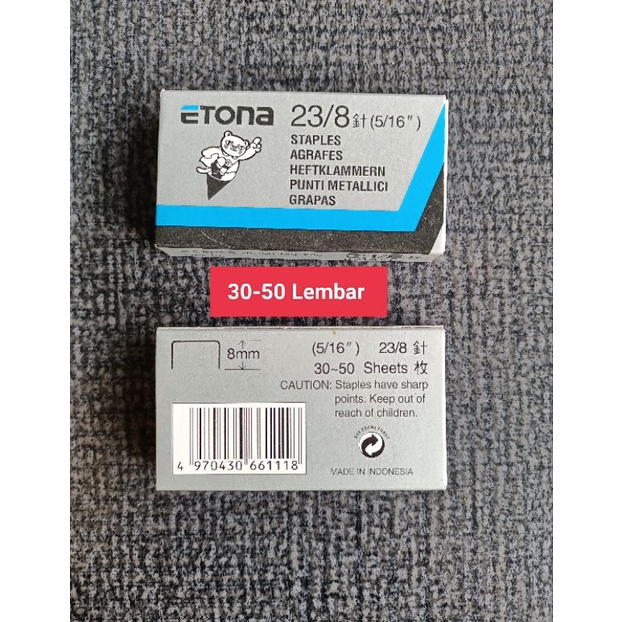 ETONA 23/8 針 (5/16")
STAPLES
AGRAFES
HEFTKLAMMERN
PUNTI METALLICI
GRAPAS
30-50 Lembar
8mm
(5/16") 23/8 針
30~50 Sheets 枚
CAUTION: Staples have sharp
points. Keep out of
reach of children.
4 970430 661118
MADE IN INDONESIA